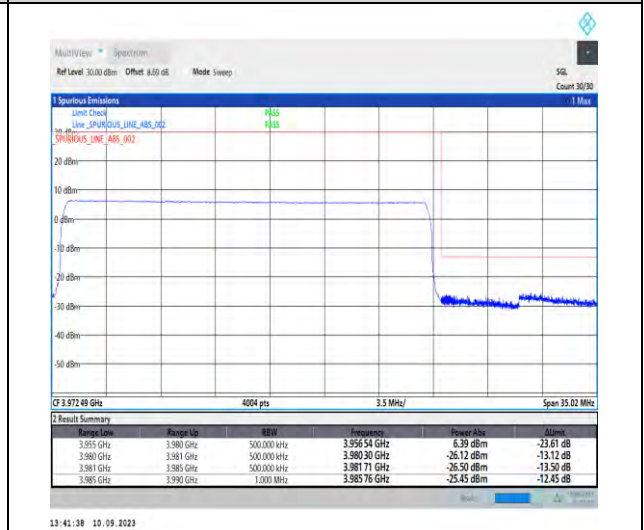 MultiView Spectrum
Ref Level 30.00 dBm Offset 8.69 dB Mode Sweep SGL
Count 30/30
1 Spurious Emissions 1 Max
Limit Check PASS
Line _SPURIOUS_LINE_ABS_002 PASS
_SPURIOUS_LINE_ABS_002
20 dBm
10 dBm
0 dBm
-10 dBm
-20 dBm
-30 dBm
-40 dBm
-50 dBm
CF 3.972 49 GHz 4004 pts 3.5 MHz/ Span 35.02 MHz
2 Result Summary
Range Low Range Up RBW Frequency Power Abs ΔLimit
3.955 GHz 3.980 GHz 500.000 kHz 3.956 54 GHz 6.39 dBm -23.61 dB
3.980 GHz 3.981 GHz 500.000 kHz 3.980 30 GHz -26.12 dBm -13.12 dB
3.981 GHz 3.985 GHz 500.000 kHz 3.981 71 GHz -26.50 dBm -13.50 dB
3.985 GHz 3.990 GHz 1.000 MHz 3.985 76 GHz -25.45 dBm -12.45 dB
13:41:38 10.09.2023